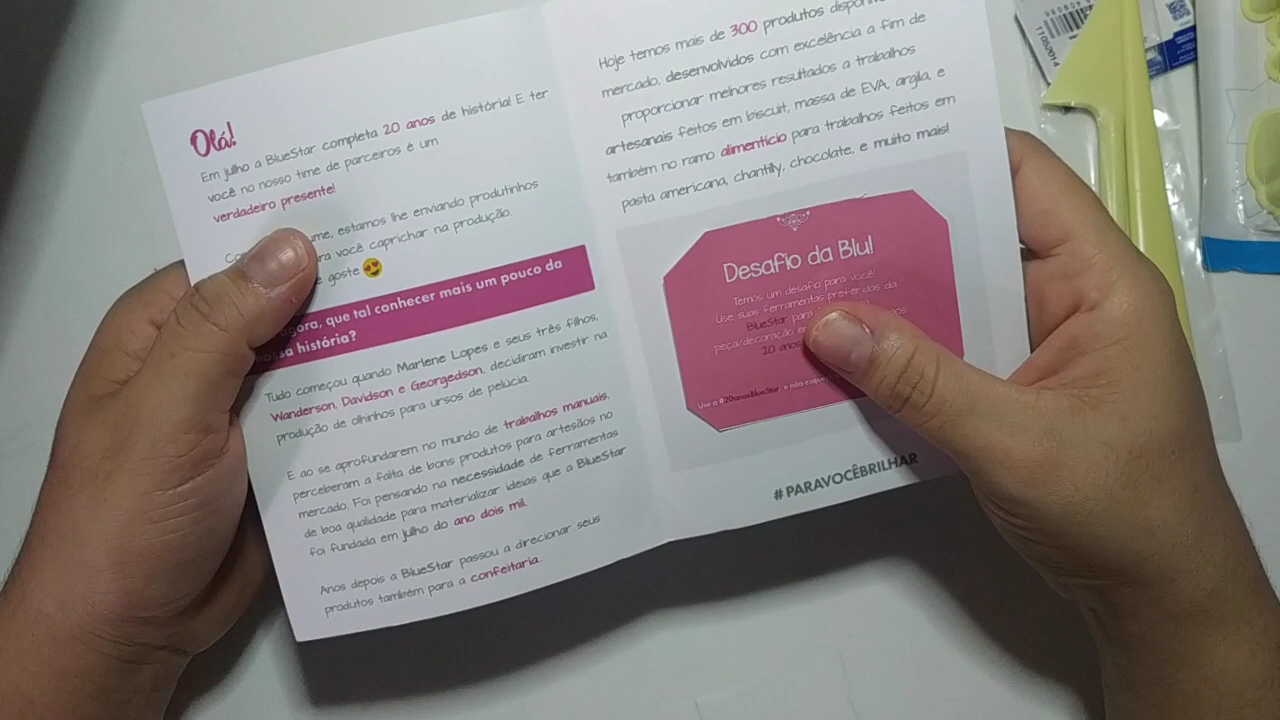 Olá!
Em julho a BlueStar completa 20 anos de história! E ter
você no nosso time de parceiros é um
verdadeiro presente!
estamos lhe enviando produtinhos
você caprichar na produção.
goste 😍
agora, que tal conhecer mais um pouco da
nossa história?
Tudo começou quando Marlene Lopes e seus três filhos,
Wanderson, Davidson e Georgedson, decidiram investir na
produção de olhinhos para ursos de pelúcia.
E ao se aprofundarem no mundo de trabalhos manuais,
perceberam a falta de bons produtos para artesãos no
mercado. Foi pensando na necessidade de ferramentas
de boa qualidade para materializar ideias que a BlueStar
foi fundada em julho do ano dois mil.
Anos depois a BlueStar passou a direcionar seus
produtos também para a confeitaria.
Hoje temos mais de 300 produtos
mercado, desenvolvidos com excelência a fim de
proporcionar melhores resultados a trabalhos
artesanais feitos em biscuit, massa de EVA, argila, e
também no ramo alimentício para trabalhos feitos em
pasta americana, chantilly, chocolate, e muito mais!
Desafio da Blu!
Temos um desafio para você!
Use suas ferramentas preferidas da
BlueStar para
peça/decoração
20 anos
Use a #20anosBlueStar e não
#PARAVOCÊBRILHAR